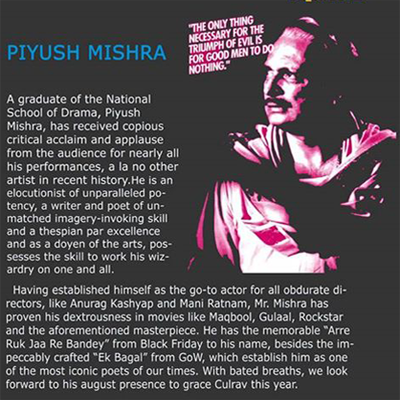 "THE ONLY THING
NECESSARY FOR THE
TRIUMPH OF EVIL IS
FOR GOOD MEN TO DO
NOTHING."
PIYUSH MISHRA
A graduate of the National
School of Drama, Piyush
Mishra, has received copious
critical acclaim and applause
from the audience for nearly all
his performances, a la no other
artist in recent history.He is an
elocutionist of unparalleled po-
tency, a writer and poet of un-
matched imagery-invoking skill
and a thespian par excellence
and as a doyen of the arts, pos-
sesses the skill to work his wiz-
ardry on one and all.
Having established himself as the go-to actor for all obdurate di-
rectors, like Anurag Kashyap and Mani Ratnam, Mr. Mishra has
proven his dextrousness in movies like Maqbool, Gulaal, Rockstar
and the aforementioned masterpiece. He has the memorable "Arre
Ruk Jaa Re Bandey" from Black Friday to his name, besides the im-
peccably crafted "Ek Bagal" from GoW, which establish him as one
of the most iconic poets of our times. With bated breaths, we look
forward to his august presence to grace Culrav this year.